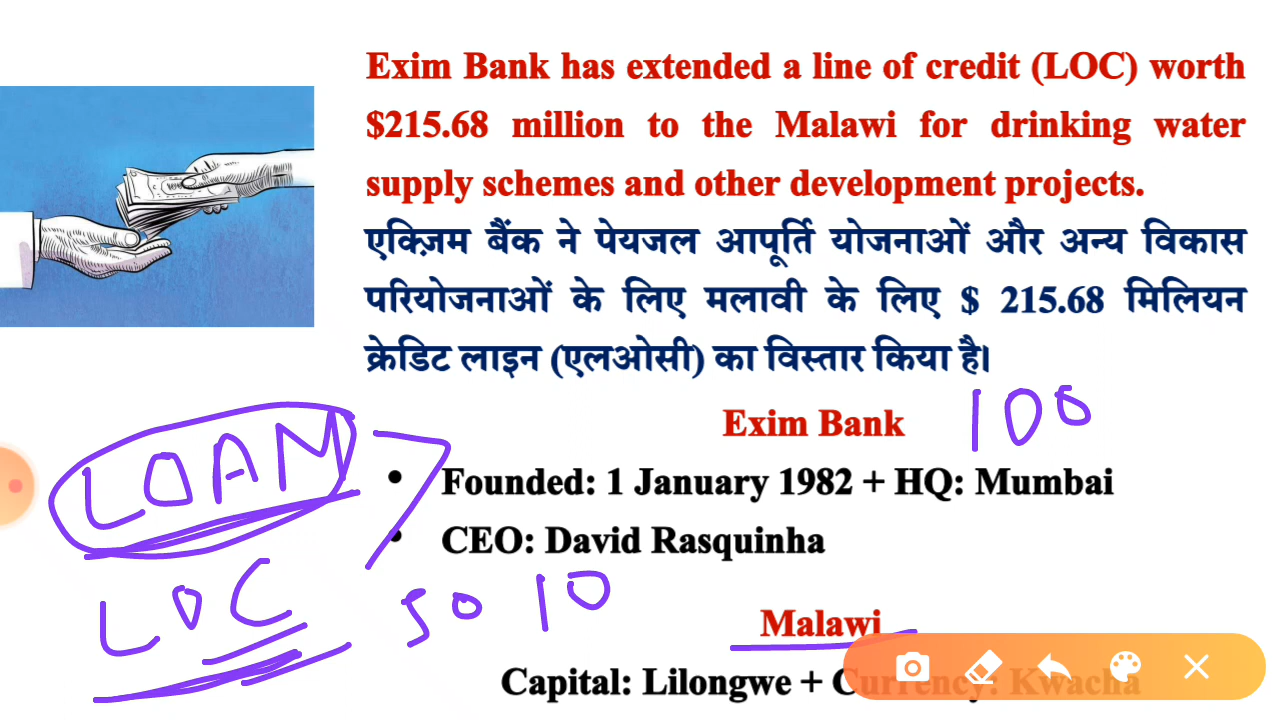 Exim Bank has extended a line of credit (LOC) worth
$215.68 million to the Malawi for drinking water
supply schemes and other development projects.
एक्ज़िम बैंक ने पेयजल आपूर्ति योजनाओं और अन्य विकास
परियोजनाओं के लिए मलावी के लिए $ 215.68 मिलियन
क्रेडिट लाइन (एलओसी) का विस्तार किया है।
Exim Bank 100
LOAN
• Founded: 1 January 1982 + HQ: Mumbai
• CEO: David Rasquinha
LOC 50 10
Malawi
Capital: Lilongwe + Currency: Kwacha